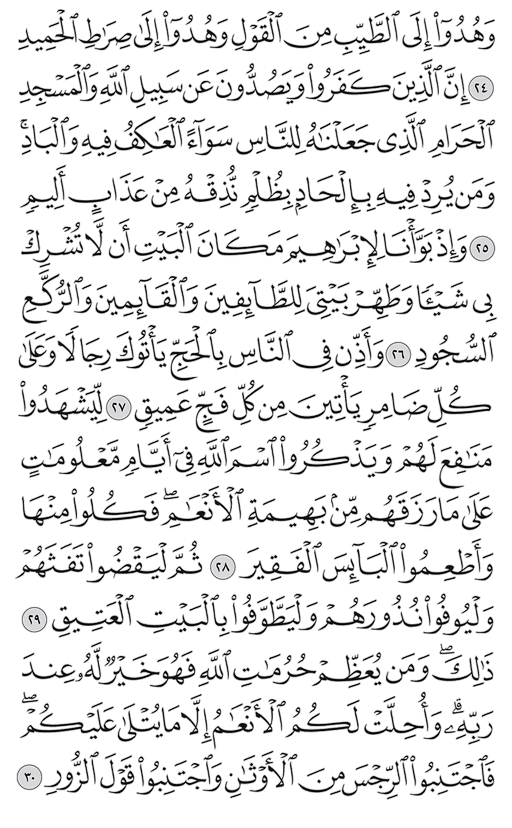 وَهُدُوٓاْ إِلَى ٱلطَّيِّبِ مِنَ ٱلۡقَوۡلِ وَهُدُوٓاْ إِلَىٰ صِرَٰطِ ٱلۡحَمِيدِ
٢٤ إِنَّ ٱلَّذِينَ كَفَرُواْ وَيَصُدُّونَ عَن سَبِيلِ ٱللَّهِ وَٱلۡمَسۡجِدِ
ٱلۡحَرَامِ ٱلَّذِي جَعَلۡنَٰهُ لِلنَّاسِ سَوَآءً ٱلۡعَٰكِفُ فِيهِ وَٱلۡبَادِۚ
وَمَن يُرِدۡ فِيهِ بِإِلۡحَادِۭ بِظُلۡمٖ نُّذِقۡهُ مِنۡ عَذَابٍ أَلِيمٖ
٢٥ وَإِذۡ بَوَّأۡنَا لِإِبۡرَٰهِيمَ مَكَانَ ٱلۡبَيۡتِ أَن لَّا تُشۡرِكۡ
بِي شَيۡـٔٗا وَطَهِّرۡ بَيۡتِيَ لِلطَّآئِفِينَ وَٱلۡقَآئِمِينَ وَٱلرُّكَّعِ
ٱلسُّجُودِ ٢٦ وَأَذِّن فِي ٱلنَّاسِ بِٱلۡحَجِّ يَأۡتُوكَ رِجَالٗا وَعَلَىٰ
كُلِّ ضَامِرٖ يَأۡتِينَ مِن كُلِّ فَجٍّ عَمِيقٖ ٢٧ لِّيَشۡهَدُواْ
مَنَٰفِعَ لَهُمۡ وَيَذۡكُرُواْ ٱسۡمَ ٱللَّهِ فِيٓ أَيَّامٖ مَّعۡلُومَٰتٍ
عَلَىٰ مَا رَزَقَهُم مِّنۢ بَهِيمَةِ ٱلۡأَنۡعَٰمِۖ فَكُلُواْ مِنۡهَا
وَأَطۡعِمُواْ ٱلۡبَآئِسَ ٱلۡفَقِيرَ ٢٨ ثُمَّ لۡيَقۡضُواْ تَفَثَهُمۡ
وَلۡيُوفُواْ نُذُورَهُمۡ وَلۡيَطَّوَّفُواْ بِٱلۡبَيۡتِ ٱلۡعَتِيقِ ٢٩
ذَٰلِكَۖ وَمَن يُعَظِّمۡ حُرُمَٰتِ ٱللَّهِ فَهُوَ خَيۡرٞ لَّهُۥ عِندَ
رَبِّهِۦۗ وَأُحِلَّتۡ لَكُمُ ٱلۡأَنۡعَٰمُ إِلَّا مَا يُتۡلَىٰ عَلَيۡكُمۡۖ
فَٱجۡتَنِبُواْ ٱلرِّجۡسَ مِنَ ٱلۡأَوۡثَٰنِ وَٱجۡتَنِبُواْ قَوۡلَ ٱلزُّورِ ٣٠